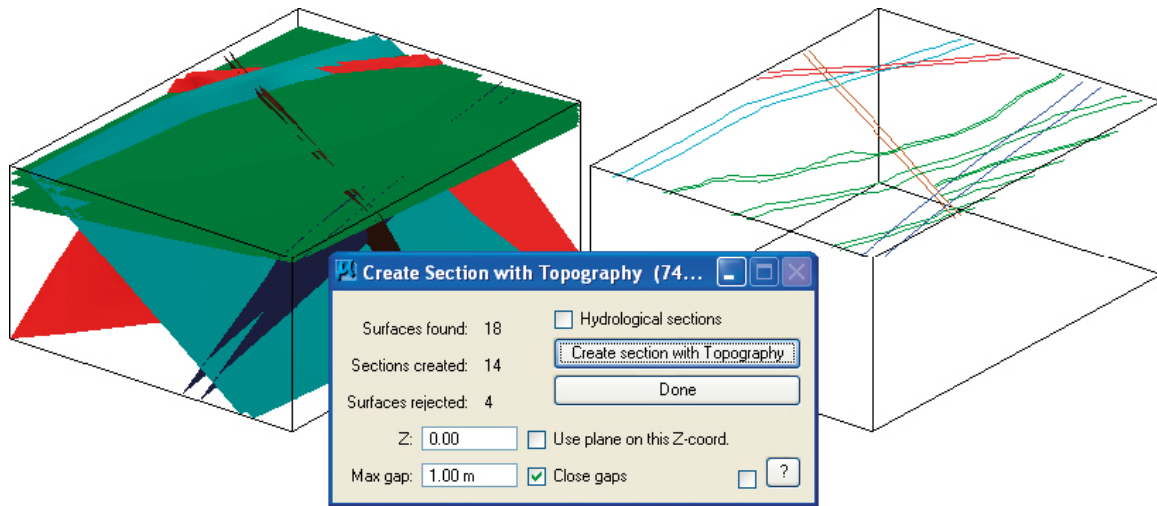 Create Section with Topography (74...
Surfaces found: 18
Hydrological sections
Sections created: 14
Create section with Topography
Surfaces rejected: 4
Done
Z: 0.00
Use plane on this Z-coord.
Max gap: 1.00 m
Close gaps
?